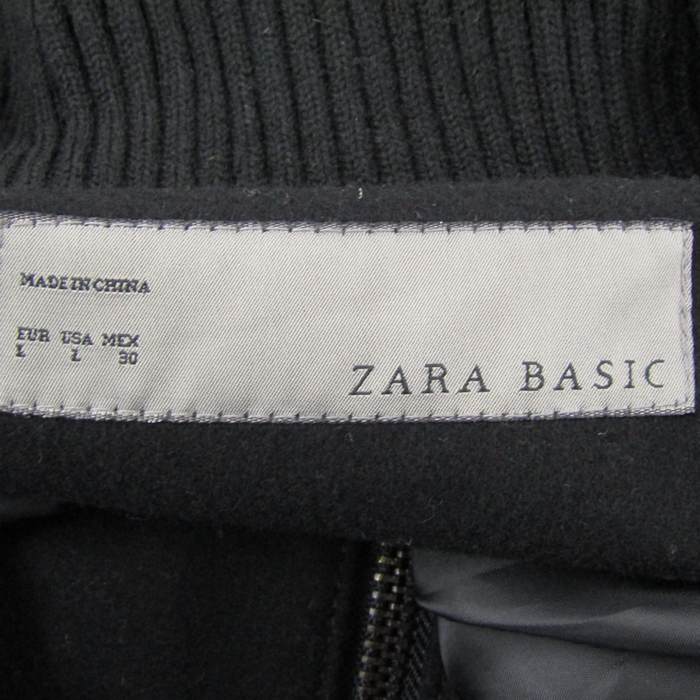 MADE IN CHINA
EUR USA MEX
L L 30
ZARA BASIC